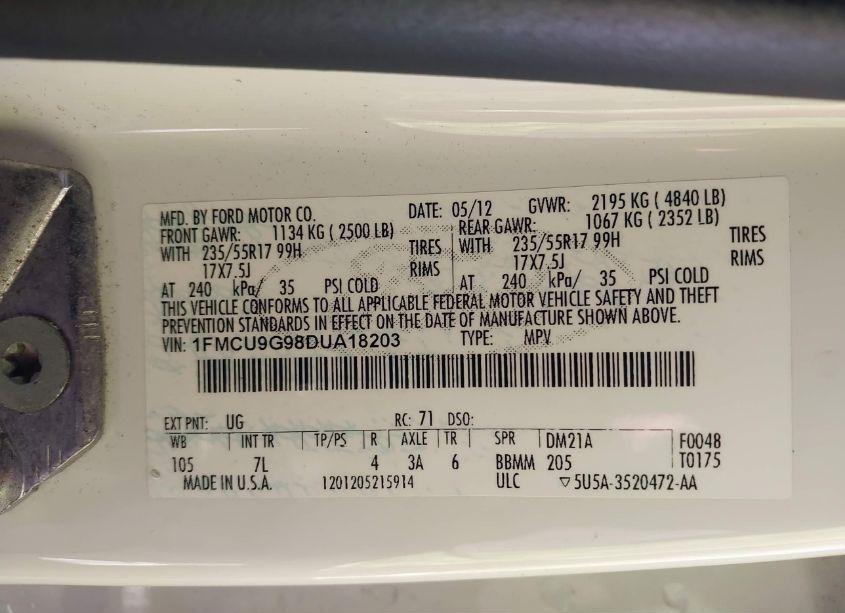 MFD. BY FORD MOTOR CO. DATE: 05/12 GVWR: 2195 KG ( 4840 LB)
FRONT GAWR: 1134 KG ( 2500 LB) REAR GAWR: 1067 KG ( 2352 LB)
WITH 235/55R17 99H TIRES WITH 235/55R17 99H TIRES
17X7.5J RIMS 17X7.5J RIMS
AT 240 kPa/ 35 PSI COLD AT 240 kPa/ 35 PSI COLD
THIS VEHICLE CONFORMS TO ALL APPLICABLE FEDERAL MOTOR VEHICLE SAFETY AND THEFT
PREVENTION STANDARDS IN EFFECT ON THE DATE OF MANUFACTURE SHOWN ABOVE.
VIN: 1FMCU9G98DUA18203 TYPE: MPV
EXT PNT: UG RC: 71 DSO:
WB INT TR TP/PS R AXLE TR SPR DM21A F0048
105 7L 4 3A 6 BBMM 205 T0175
MADE IN U.S.A. 1201205215914 ULC ▽5U5A-3520472-AA